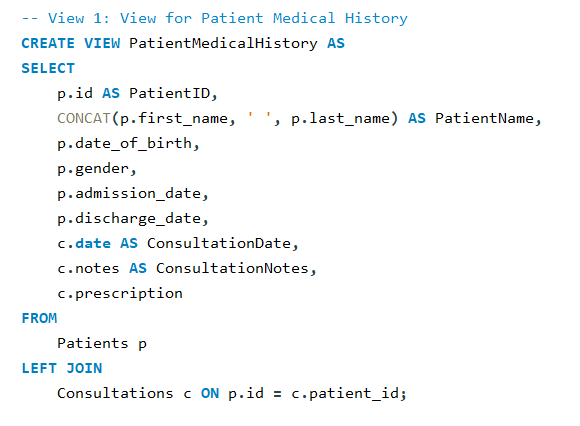 -- View 1: View for Patient Medical History
CREATE VIEW PatientMedicalHistory AS
SELECT
    p.id AS PatientID,
    CONCAT(p.first_name, ' ', p.last_name) AS PatientName,
    p.date_of_birth,
    p.gender,
    p.admission_date,
    p.discharge_date,
    c.date AS ConsultationDate,
    c.notes AS ConsultationNotes,
    c.prescription
FROM
    Patients p
LEFT JOIN
    Consultations c ON p.id = c.patient_id;